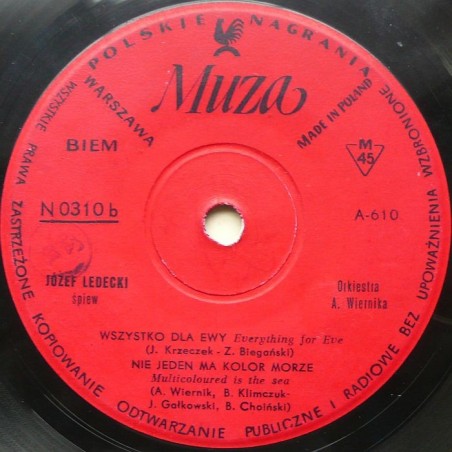 POLSKIE NAGRANIA
WARSZAWA
Muza
MADE IN POLAND
BIEM
M
45
N 0310 b
A-610
JÓZEF LEDECKI
śpiew
Orkiestra
A. Wiernika
WSZYSTKO DLA EWY Everything for Eve
(J. Krzeczek - Z. Biegański)
NIE JEDEN MA KOLOR MORZE
Multicoloured is the sea
(A. Wiernik, B. Klimczuk-
J. Gałkowski, B. Choiński)
WSZYSTKIE PRAWA ZASTRZEŻONE KOPIOWANIE ODTWARZANIE PUBLICZNE I RADIOWE BEZ UPOWAŻNIENIA WZBRONIONE